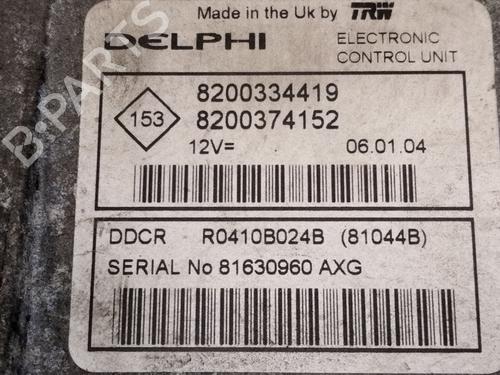 Made in the Uk by TRW
DELPHI ELECTRONIC
CONTROL UNIT
153
8200334419
8200374152
12V= 06.01.04
DDCR R0410B024B (81044B)
SERIAL No 81630960 AXG
B-PARTS